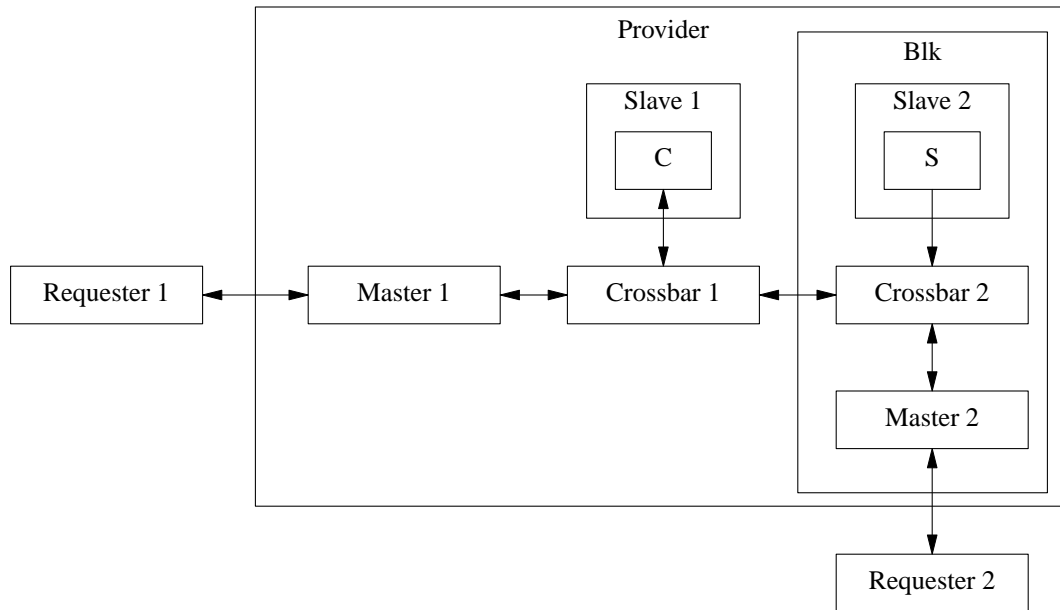 Provider
Blk
Slave 1
Slave 2
C
S
Requester 1
Master 1
Crossbar 1
Crossbar 2
Master 2
Requester 2